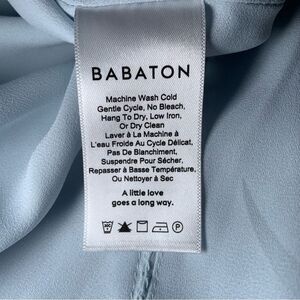 BABATON
Machine Wash Cold
Gentle Cycle, No Bleach,
Hang To Dry, Low Iron,
Or Dry Clean
Laver à La Machine à
L'eau Froide Au Cycle Délicat,
Pas De Blanchiment,
Suspendre Pour Sécher,
Repasser à Basse Température,
Ou Nettoyer à Sec
A little love
goes a long way.